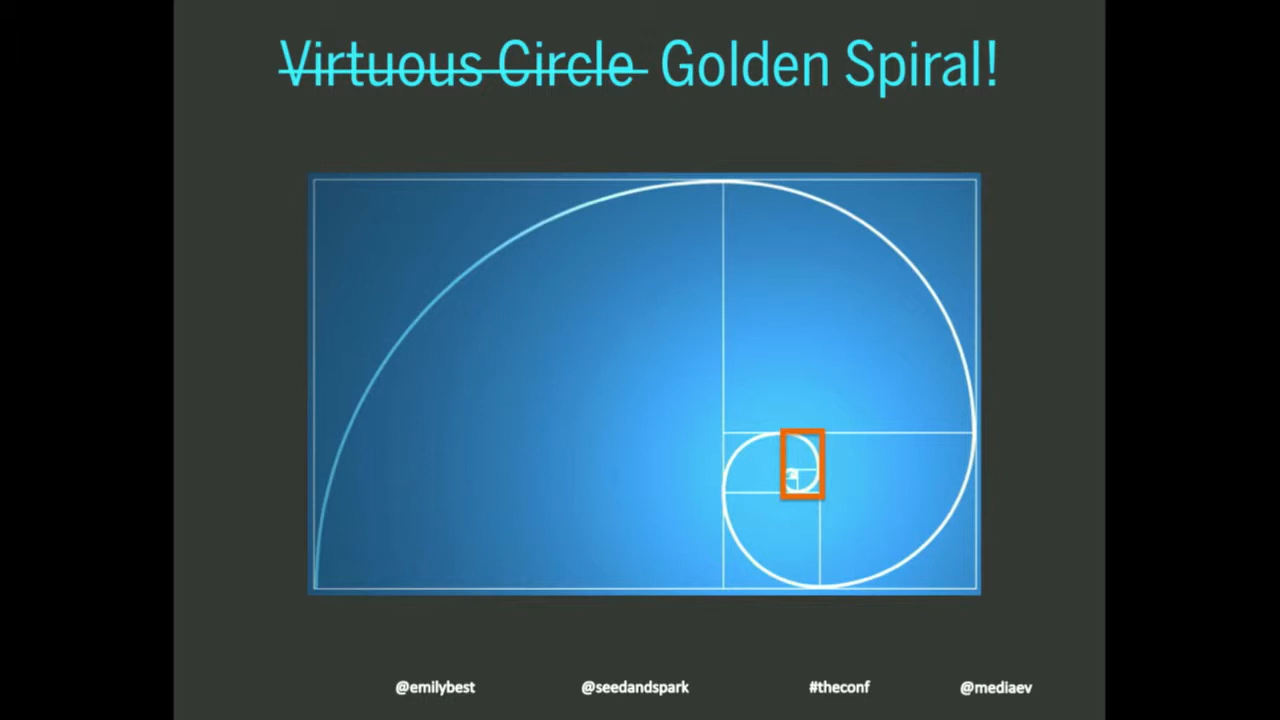 Virtuous Circle Golden Spiral!
@emilybest @seedandspark #theconf @mediaev